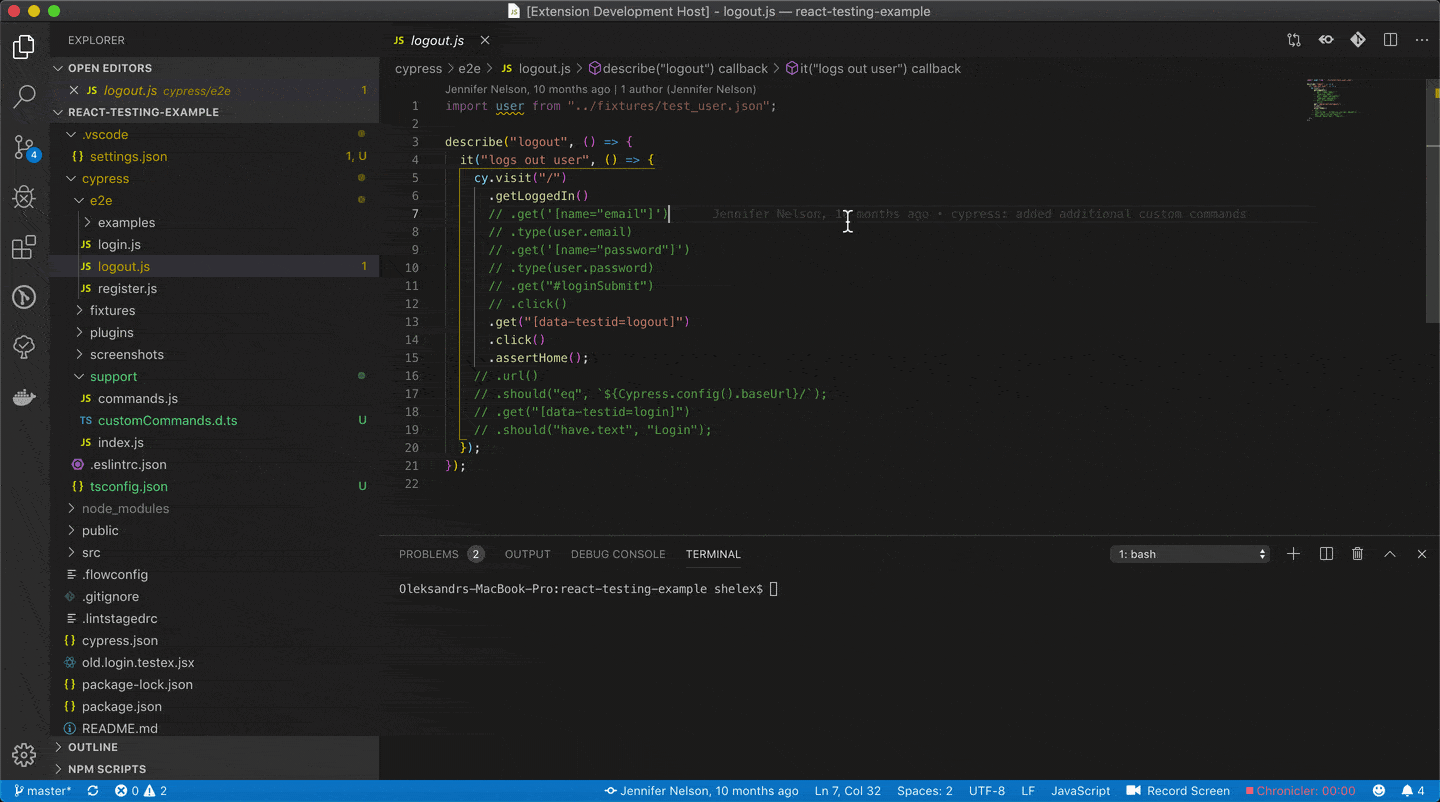 [Extension Development Host] - logout.js — react-testing-example
EXPLORER
OPEN EDITORS
JS logout.js cypress/e2e 1
REACT-TESTING-EXAMPLE
.vscode
{} settings.json 1, U
cypress
e2e
examples
JS login.js
JS logout.js 1
JS register.js
fixtures
plugins
screenshots
support
JS commands.js
TS customCommands.d.ts U
JS index.js
.eslintrc.json
{} tsconfig.json U
node_modules
public
src
.flowconfig
.gitignore
.lintstagedrc
{} cypress.json
old.login.testex.jsx
{} package-lock.json
{} package.json
README.md
OUTLINE
NPM SCRIPTS
4
JS logout.js
cypress > e2e > JS logout.js > describe("logout") callback > it("logs out user") callback
Jennifer Nelson, 10 months ago | 1 author (Jennifer Nelson)
1 import user from "../fixtures/test_user.json";
2
3 describe("logout", () => {
4 it("logs out user", () => {
5 cy.visit("/")
6 .getLoggedIn()
7 // .get('[name="email"]') Jennifer Nelson, months ago • cypress: added additional custom commands
8 // .type(user.email)
9 // .get('[name="password"]')
10 // .type(user.password)
11 // .get("#loginSubmit")
12 // .click()
13 .get("[data-testid=logout]")
14 .click()
15 .assertHome();
16 // .url()
17 // .should("eq", `${Cypress.config().baseUrl}/`);
18 // .get("[data-testid=login]")
19 // .should("have.text", "Login");
20 });
21 });
22
PROBLEMS 2 OUTPUT DEBUG CONSOLE TERMINAL 1: bash
Oleksandrs-MacBook-Pro:react-testing-example shelex$
master* 0 2 Jennifer Nelson, 10 months ago Ln 7, Col 32 Spaces: 2 UTF-8 LF JavaScript Record Screen Chronicler: 00:00 4